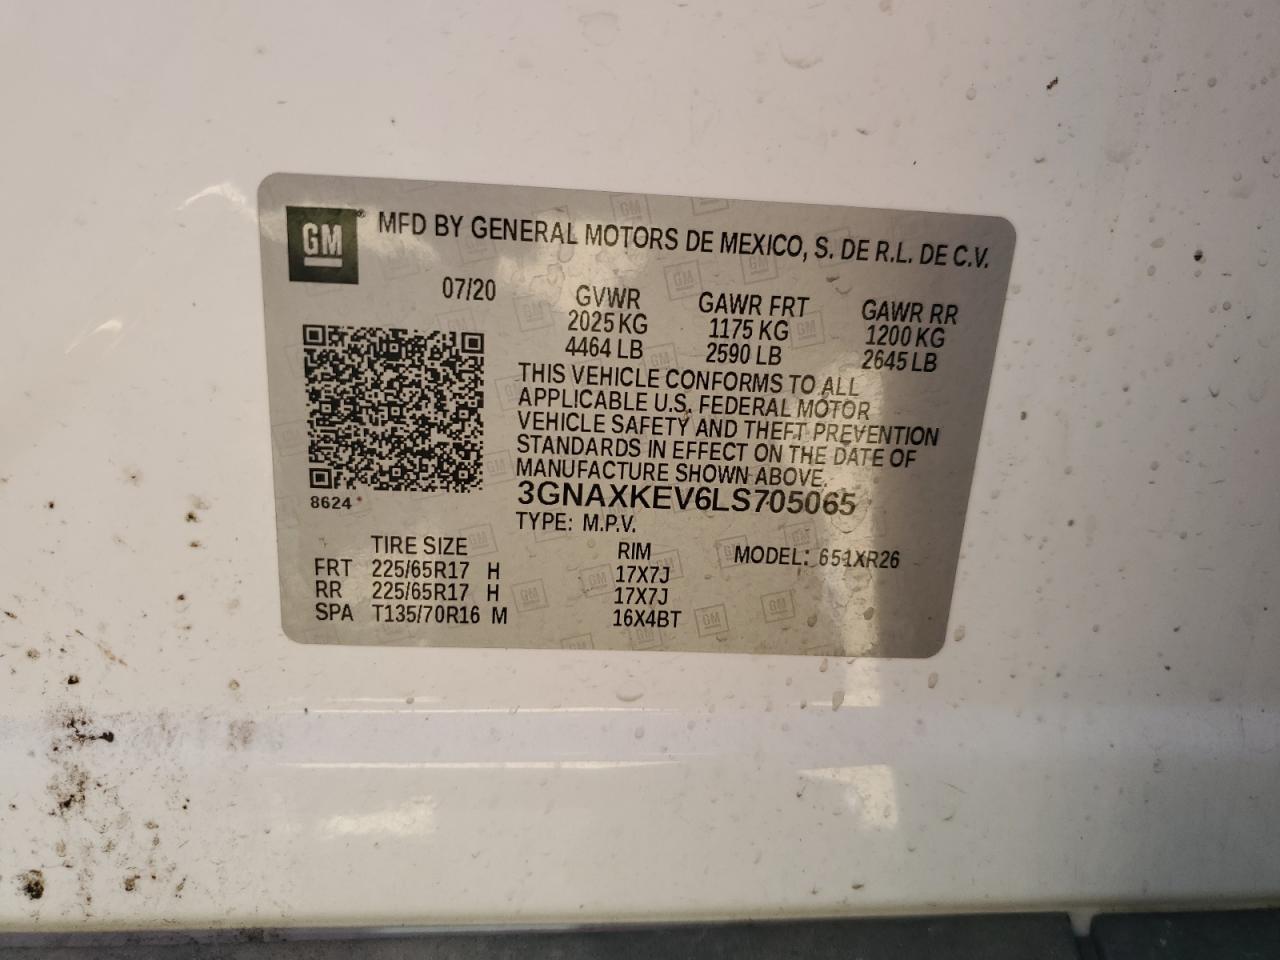 GM® MFD BY GENERAL MOTORS DE MEXICO, S. DE R.L. DE C.V.
07/20 GVWR GAWR FRT GAWR RR
2025 KG 1175 KG 1200 KG
4464 LB 2590 LB 2645 LB
THIS VEHICLE CONFORMS TO ALL
APPLICABLE U.S. FEDERAL MOTOR
VEHICLE SAFETY AND THEFT PREVENTION
STANDARDS IN EFFECT ON THE DATE OF
MANUFACTURE SHOWN ABOVE.
8624 3GNAXKEV6LS705065
TYPE: M.P.V.
TIRE SIZE RIM MODEL: 651XR26
FRT 225/65R17 H 17X7J
RR 225/65R17 H 17X7J
SPA T135/70R16 M 16X4BT